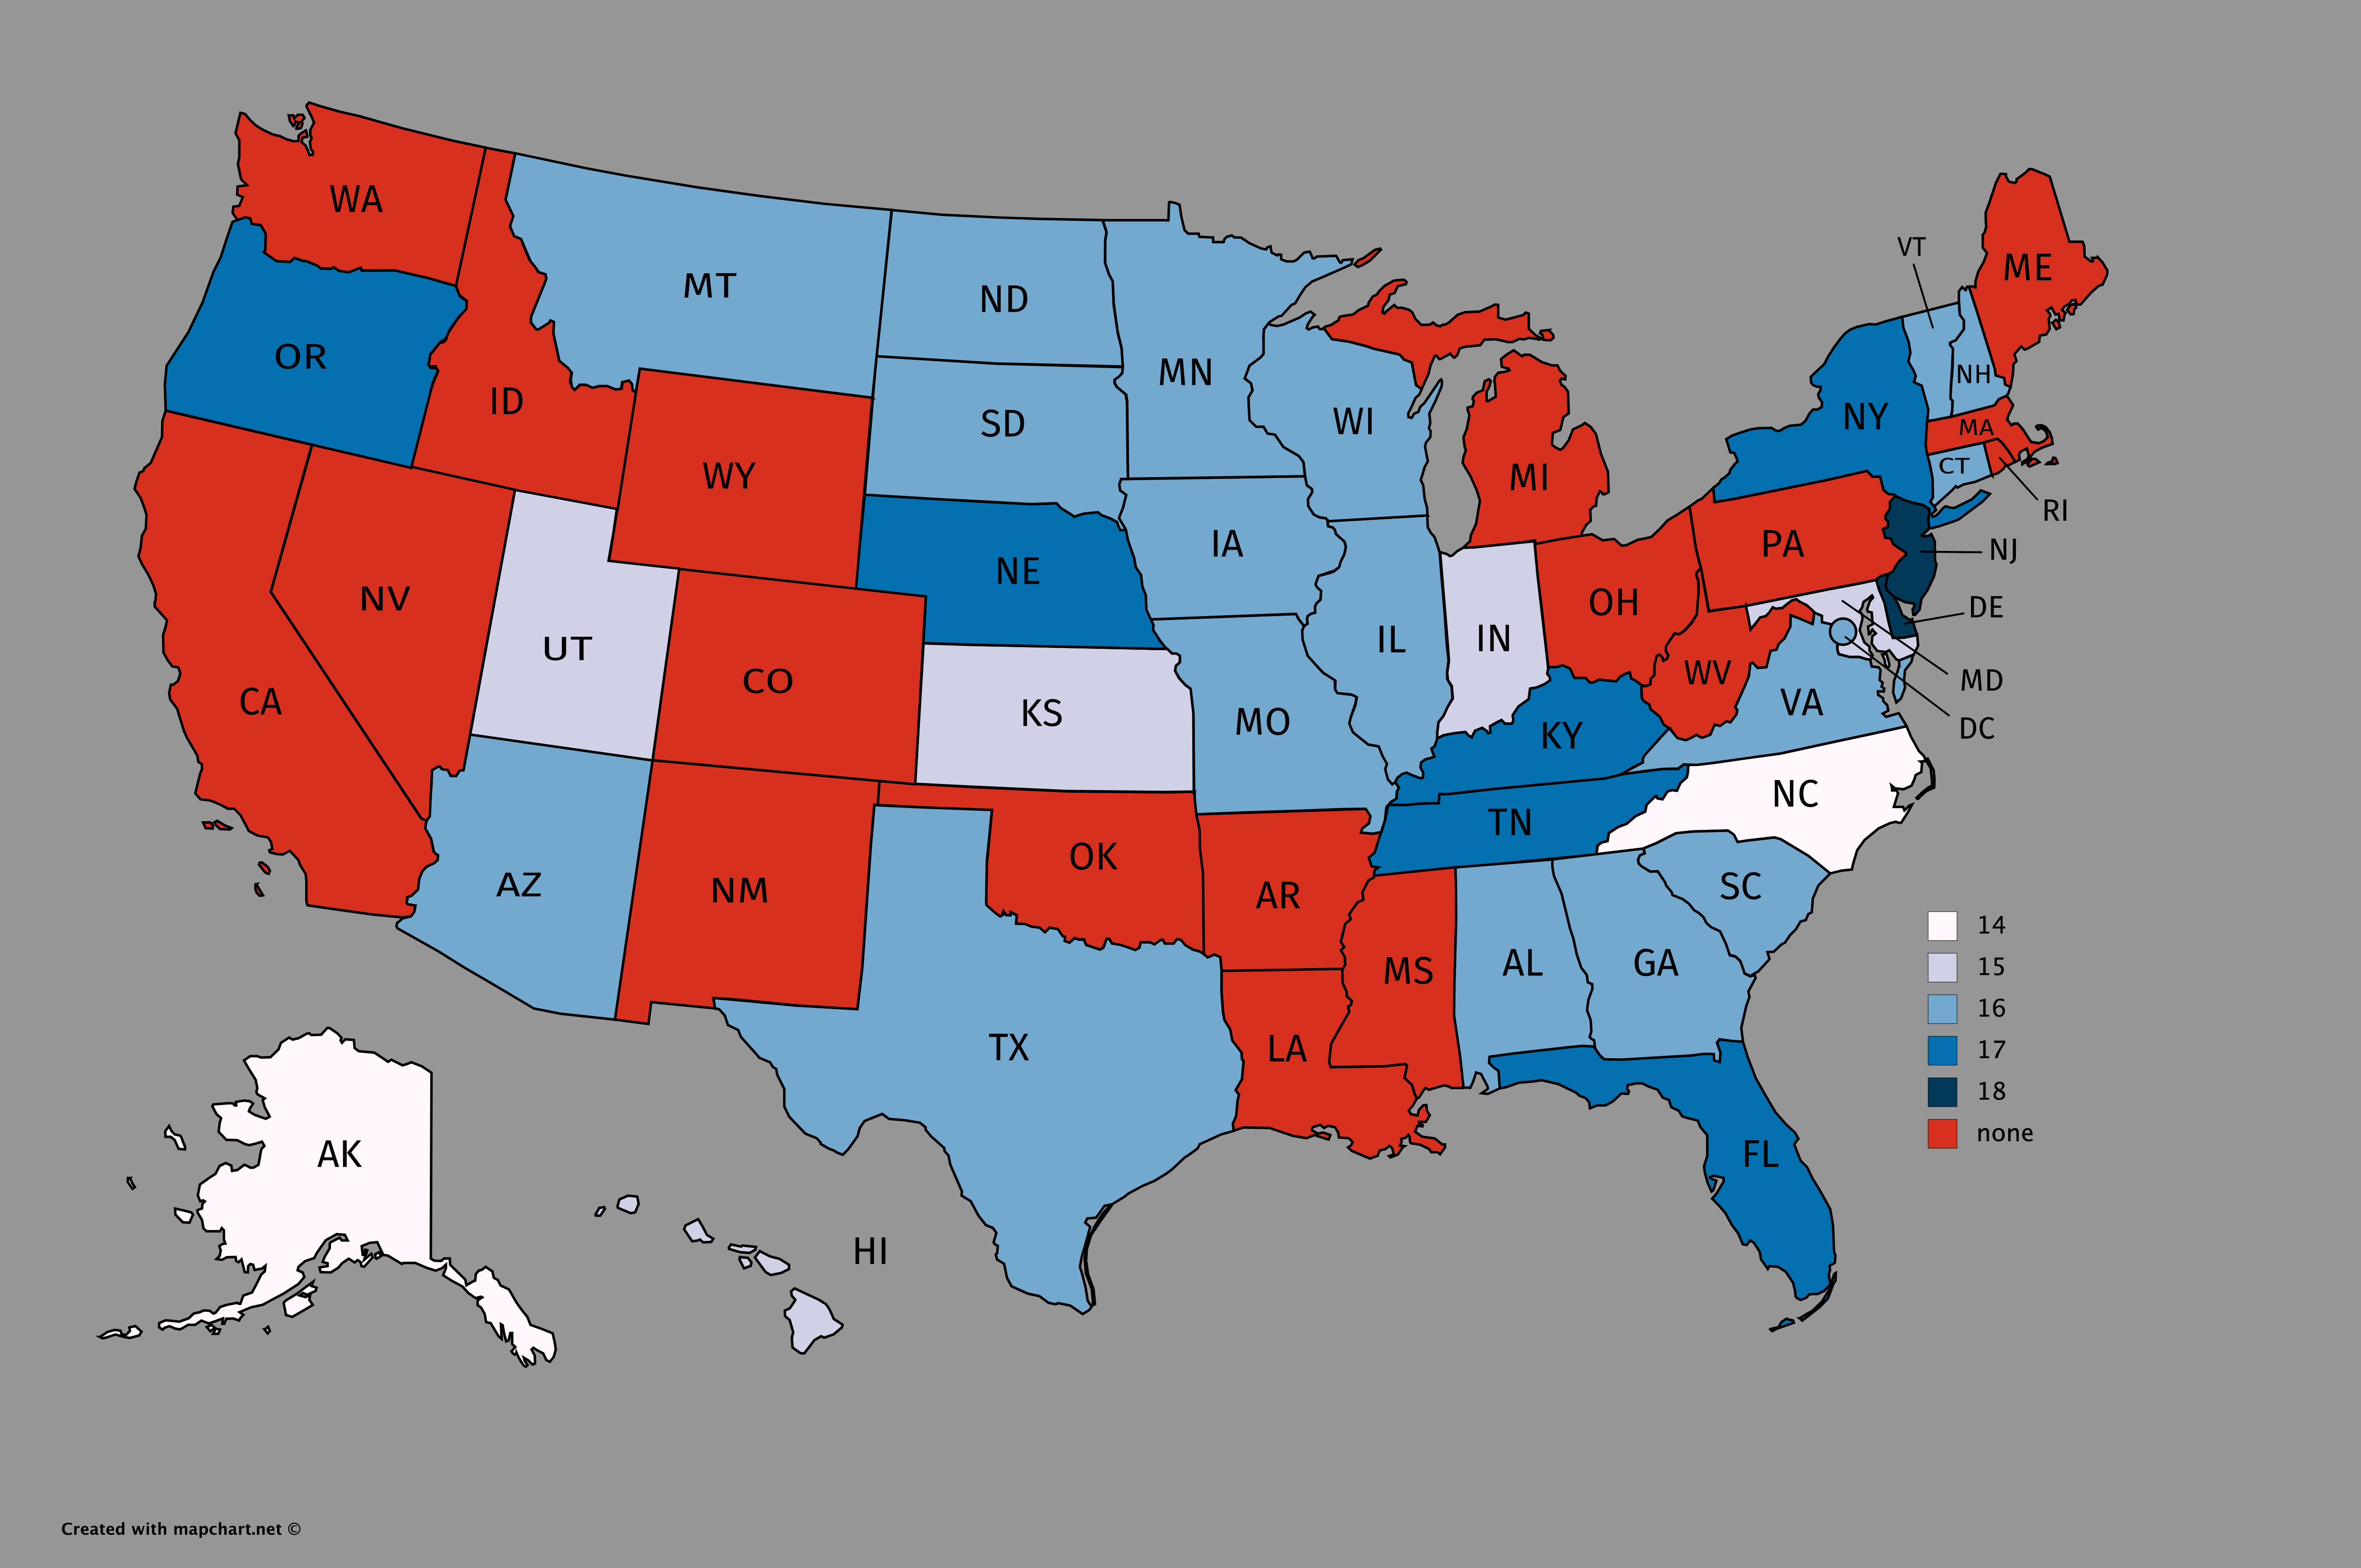 WA
MT
ND
MN
VT
ME
OR
ID
SD
WI
NY
NH
MA
CT
RI
WY
MI
NE
IA
PA
NJ
NV
UT
IL
IN
OH
DE
CA
CO
KS
MO
KY
WV
VA
MD
DC
AZ
NM
OK
AR
TN
NC
SC
TX
LA
MS
AL
GA
FL
AK
HI
14
15
16
17
18
none
Created with mapchart.net ©